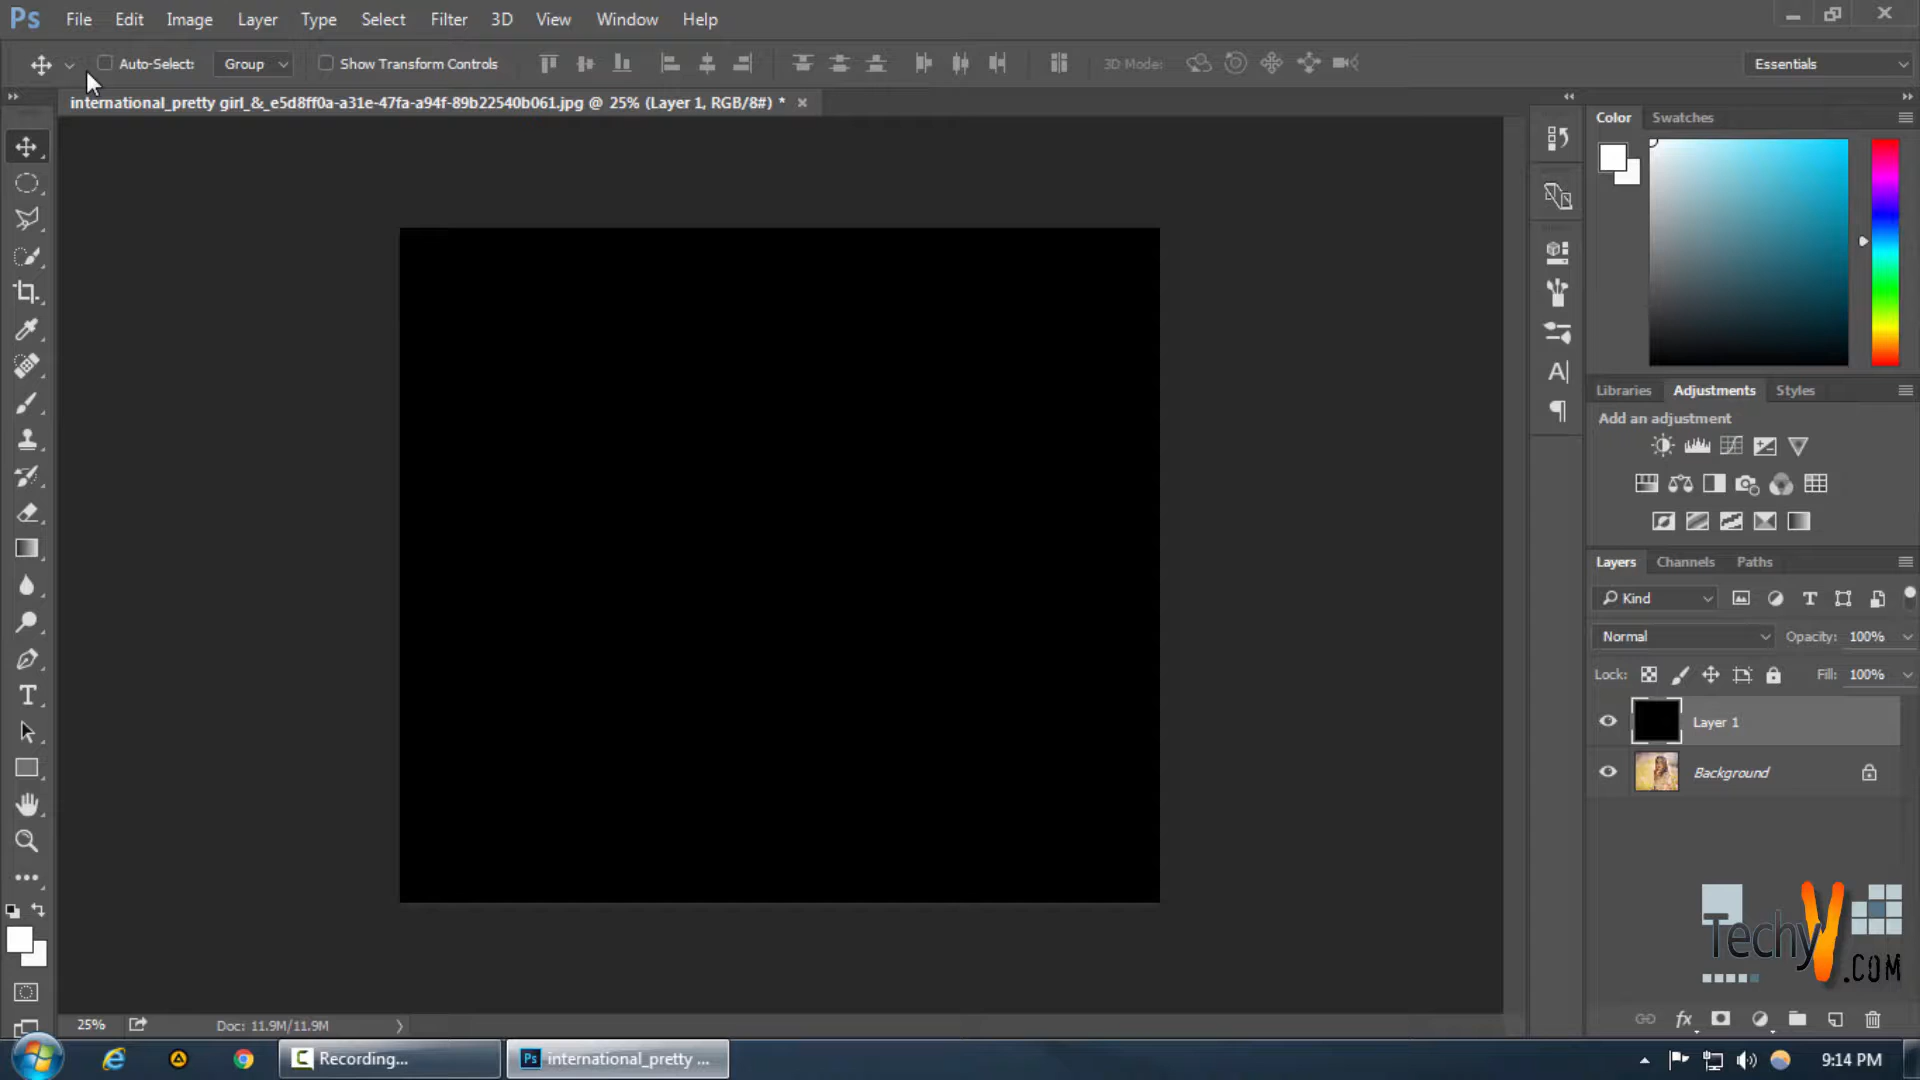 Ps File Edit Image Layer Type Select Filter 3D View Window Help
Auto-Select: Group Show Transform Controls 3D Mode: Essentials
international_pretty girl_&_e5d8ff0a-a31e-47fa-a94f-89b22540b061.jpg @ 25% (Layer 1, RGB/8#) *
Color Swatches
Libraries Adjustments Styles
Add an adjustment
Layers Channels Paths
Kind
Normal Opacity: 100%
Lock: Fill: 100%
Layer 1
Background
TechyV.COM
25% Doc: 11.9M/11.9M
Recording... Ps international_pretty ... 9:14 PM